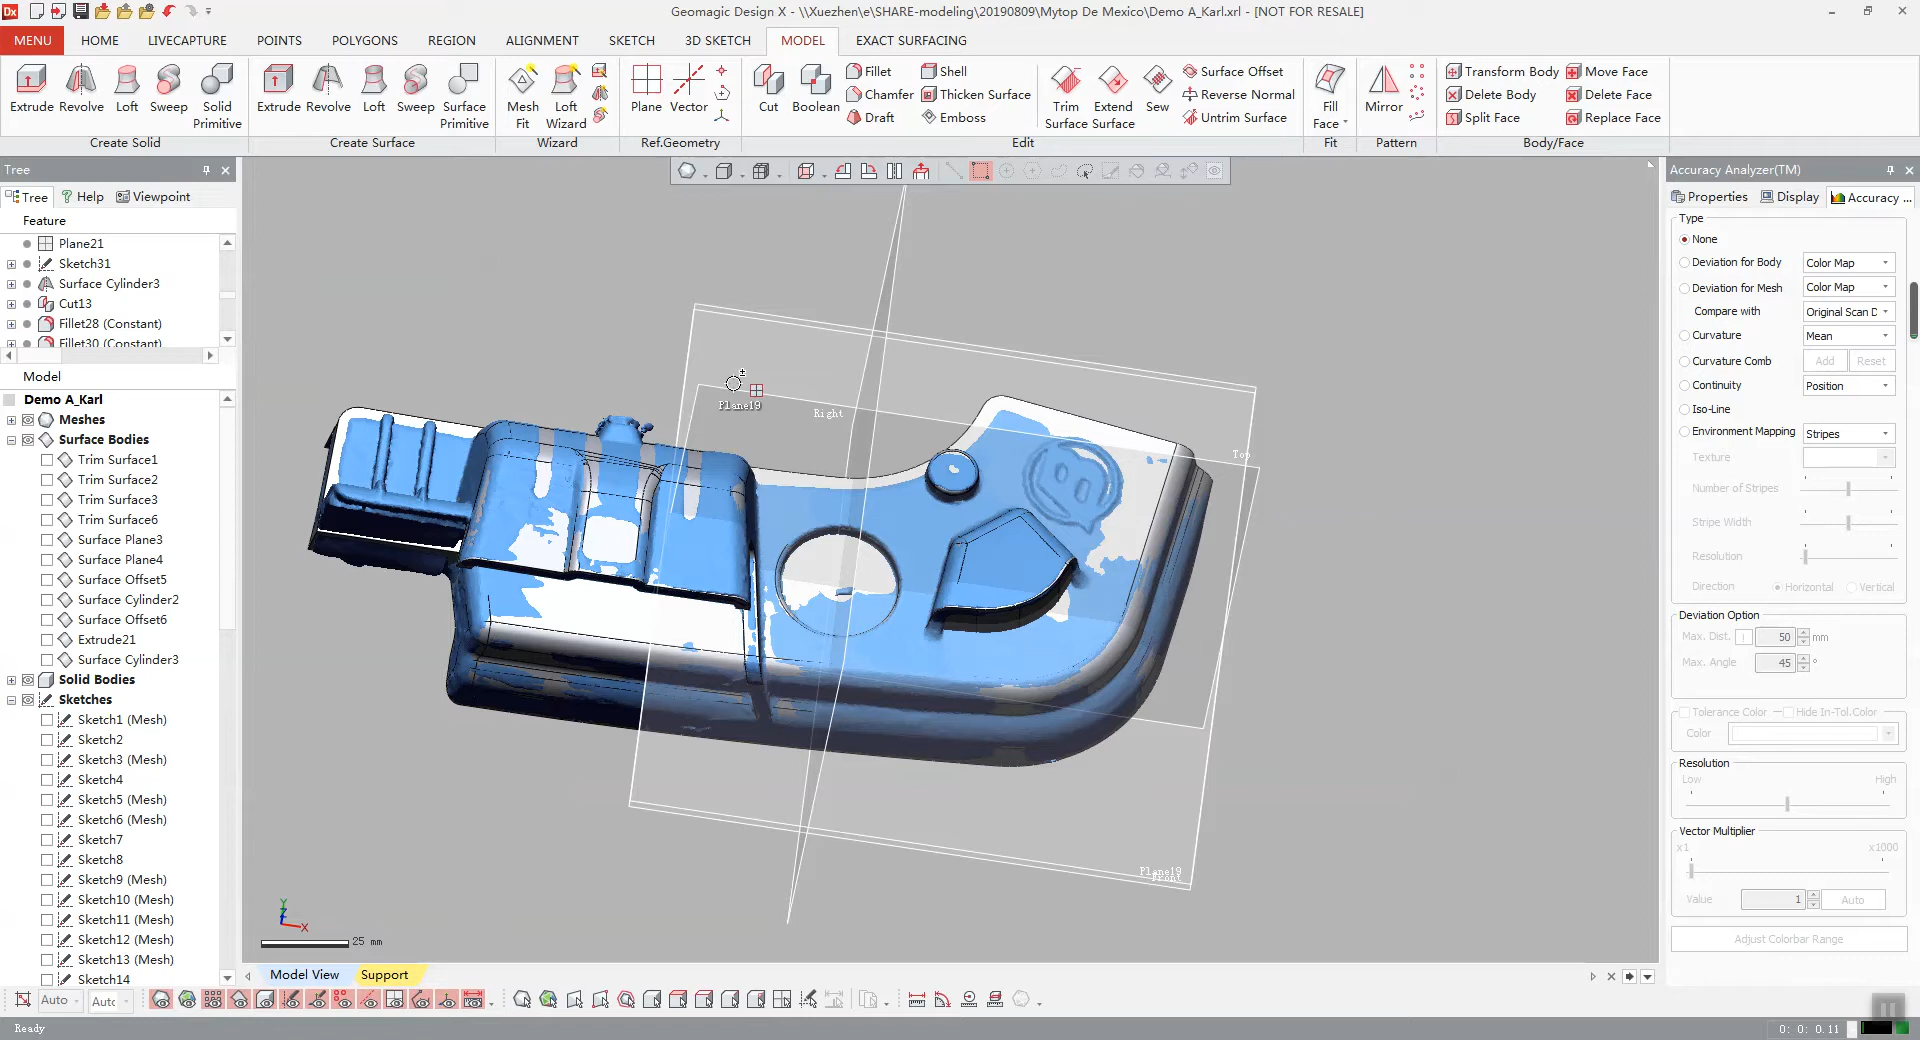 Geomagic Design X - \\Xuezhen\e\SHARE-modeling\20190809\Mytop De Mexico\Demo A_Karl.xrl - [NOT FOR RESALE]
MENU HOME LIVECAPTURE POINTS POLYGONS REGION ALIGNMENT SKETCH 3D SKETCH MODEL EXACT SURFACING
Extrude Revolve Loft Sweep Solid Primitive
Create Solid
Extrude Revolve Loft Sweep Surface Primitive
Create Surface
Mesh Fit Loft Wizard
Wizard
Plane Vector
Ref.Geometry
Cut Boolean
Fillet
Chamfer
Draft
Shell
Thicken Surface
Emboss
Trim Surface Extend Surface Sew
Surface Offset
Reverse Normal
Untrim Surface
Edit
Fill Face
Fit
Mirror
Pattern
Transform Body
Delete Body
Split Face
Move Face
Delete Face
Replace Face
Body/Face
Tree
Tree Help Viewpoint
Feature
Plane21
Sketch31
Surface Cylinder3
Cut13
Fillet28 (Constant)
Fillet30 (Constant)
Model
Demo A_Karl
Meshes
Surface Bodies
Trim Surface1
Trim Surface2
Trim Surface3
Trim Surface6
Surface Plane3
Surface Plane4
Surface Offset5
Surface Cylinder2
Surface Offset6
Extrude21
Surface Cylinder3
Solid Bodies
Sketches
Sketch1 (Mesh)
Sketch2
Sketch3 (Mesh)
Sketch4
Sketch5 (Mesh)
Sketch6 (Mesh)
Sketch7
Sketch8
Sketch9 (Mesh)
Sketch10 (Mesh)
Sketch11 (Mesh)
Sketch12 (Mesh)
Sketch13 (Mesh)
Sketch14
Plane19
Right
Top
Plane19
Front
Y
Z
X
25 mm
Model View Support
Auto
Auto
Ready
0: 0: 0.11
Accuracy Analyzer(TM)
Properties Display Accuracy ...
Type
None
Deviation for Body Color Map
Deviation for Mesh Color Map
Compare with Original Scan D
Curvature Mean
Curvature Comb Add Reset
Continuity Position
Iso-Line
Environment Mapping Stripes
Texture
Number of Stripes
Stripe Width
Resolution
Direction Horizontal Vertical
Deviation Option
Max. Dist. 50 mm
Max. Angle 45 °
Tolerance Color Hide In-Tol.Color
Color
Resolution
Low High
Vector Multiplier
x1 x1000
Value 1 Auto
Adjust Colorbar Range